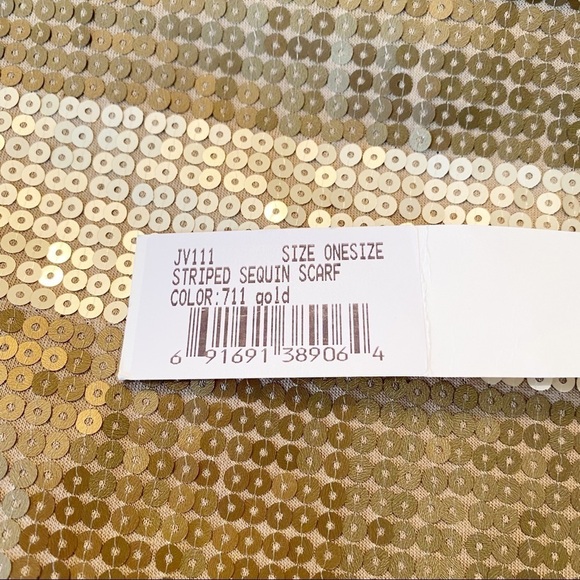 JV111 SIZE ONESIZE
STRIPED SEQUIN SCARF
COLOR:711 gold
6 91691 38906 4